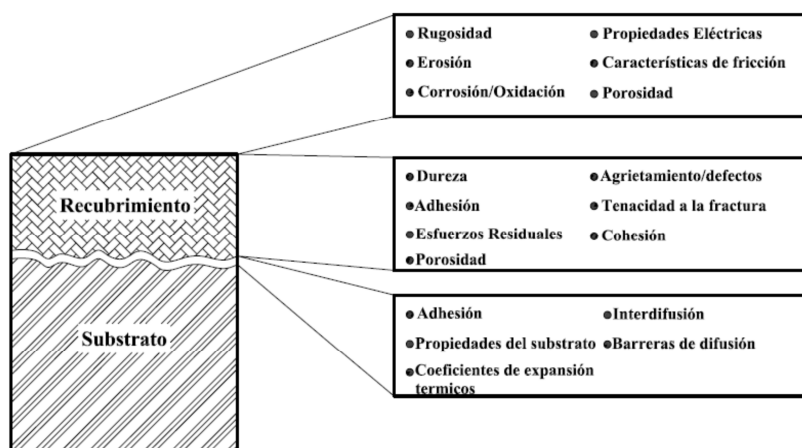 Rugosidad
Propiedades Eléctricas
Erosión
Características de fricción
Corrosión/Oxidación
Porosidad
Recubrimiento
Dureza
Agrietamiento/defectos
Adhesión
Tenacidad a la fractura
Esfuerzos Residuales
Cohesión
Porosidad
Substrato
Adhesión
Interdifusión
Propiedades del substrato
Barreras de difusión
Coeficientes de expansión
termicos